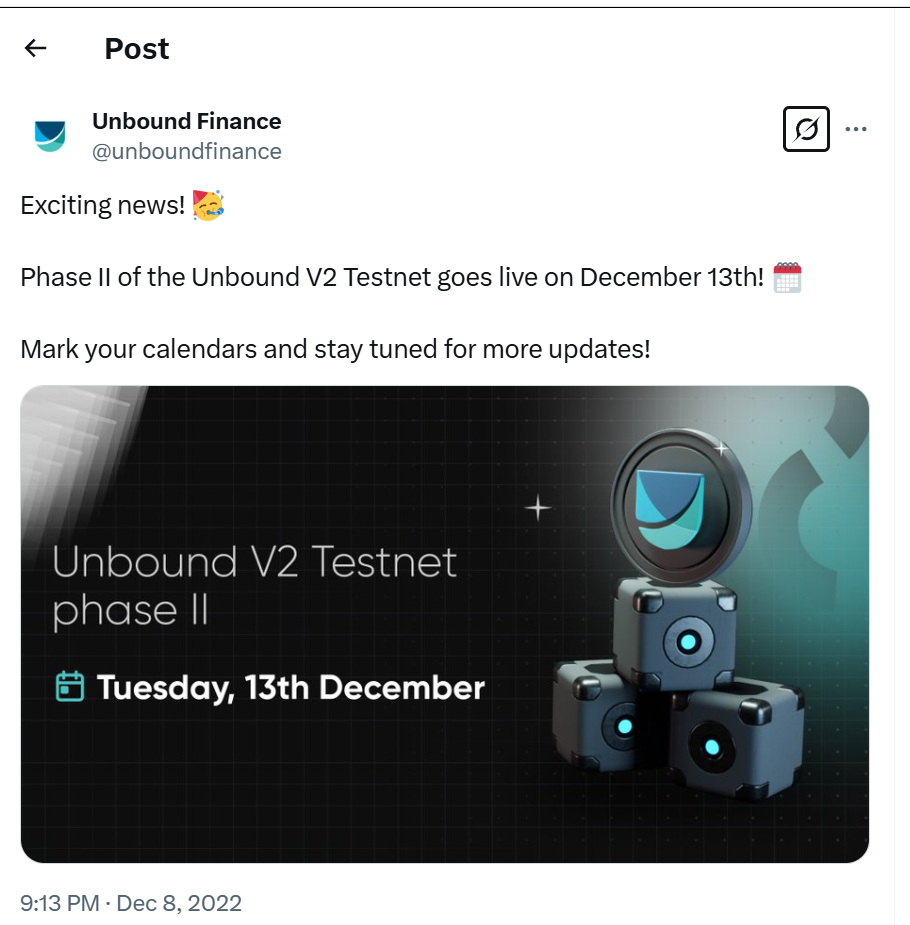 Post
Unbound Finance
@unboundfinance
Exciting news! 🥳
Phase II of the Unbound V2 Testnet goes live on December 13th! 🗓️
Mark your calendars and stay tuned for more updates!
Unbound V2 Testnet
phase II
Tuesday, 13th December
9:13 PM · Dec 8, 2022